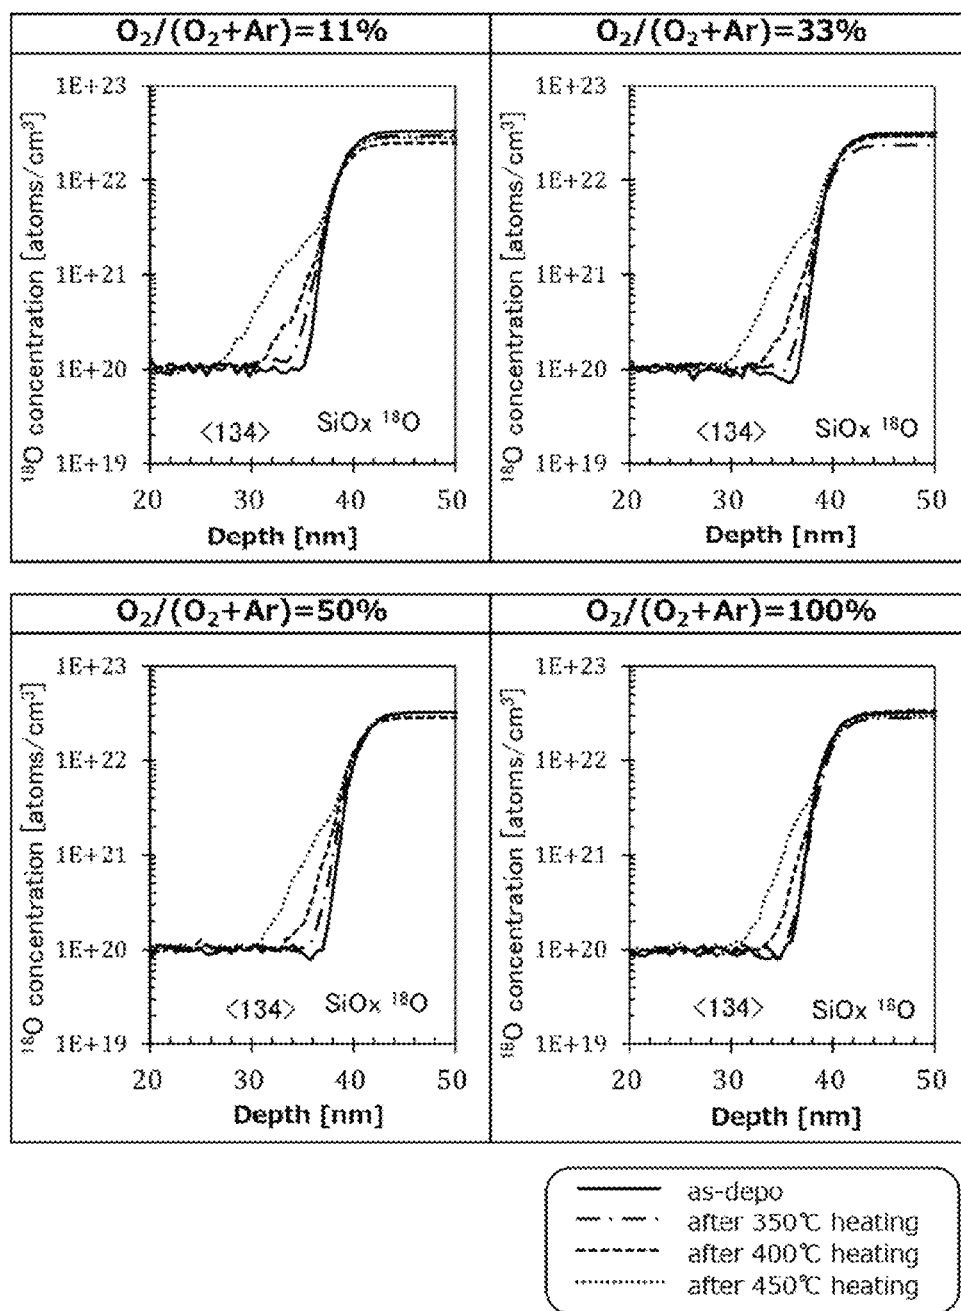 O₂/(O₂+Ar)=11%
O₂/(O₂+Ar)=33%
¹⁸O concentration [atoms/cm³]
1E+23
1E+22
1E+21
1E+20
1E+19
<134>
SiOx ¹⁸O
20 30 40 50
Depth [nm]
¹⁸O concentration [atoms/cm³]
1E+23
1E+22
1E+21
1E+20
1E+19
<134>
SiOx ¹⁸O
20 30 40 50
Depth [nm]
O₂/(O₂+Ar)=50%
O₂/(O₂+Ar)=100%
¹⁸O concentration [atoms/cm³]
1E+23
1E+22
1E+21
1E+20
1E+19
<134>
SiOx ¹⁸O
20 30 40 50
Depth [nm]
¹⁸O concentration [atoms/cm³]
1E+23
1E+22
1E+21
1E+20
1E+19
<134>
SiOx ¹⁸O
20 30 40 50
Depth [nm]
as-depo
after 350℃ heating
after 400℃ heating
after 450℃ heating